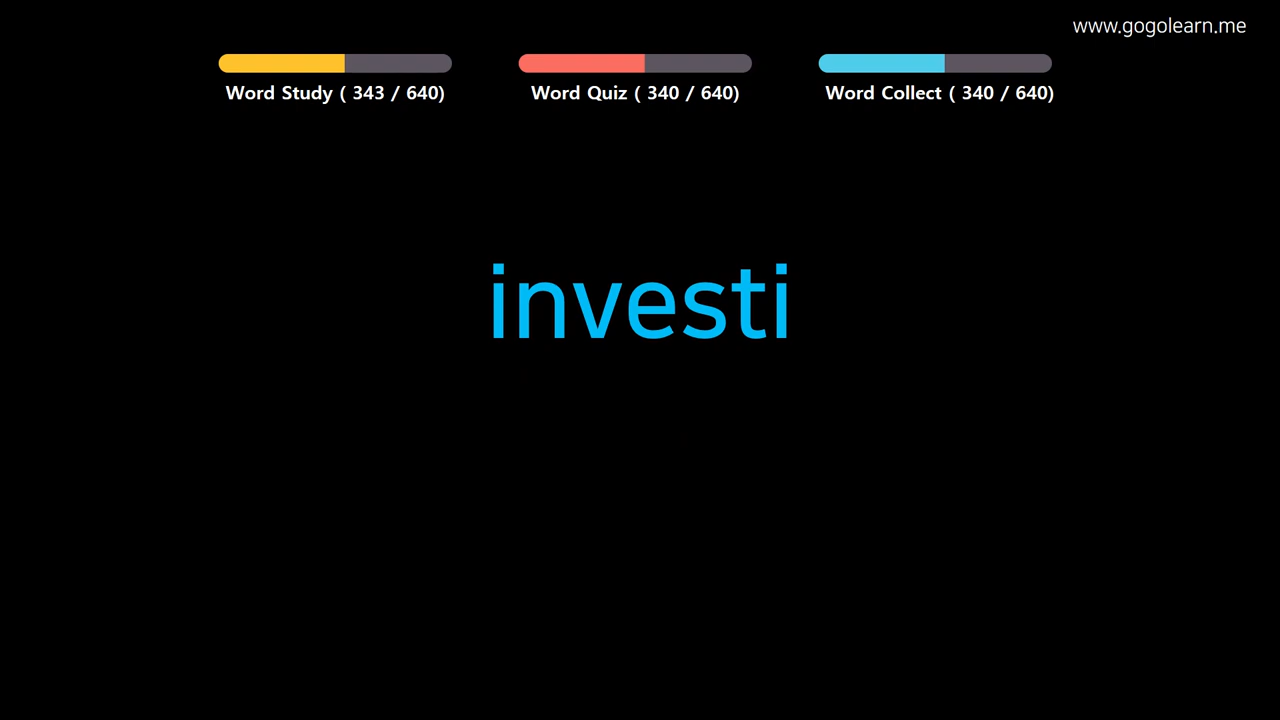 www.gogolearn.me
Word Study ( 343 / 640)
Word Quiz ( 340 / 640)
Word Collect ( 340 / 640)
investi